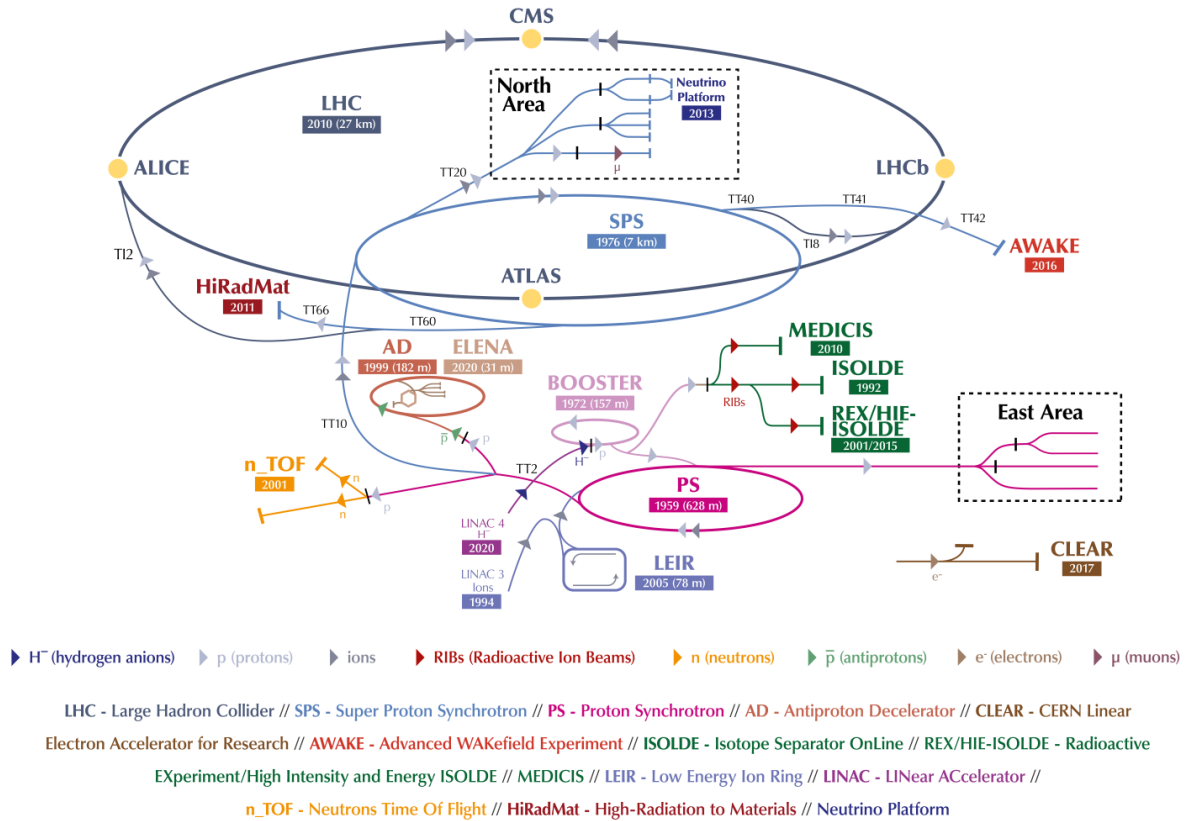 CMS
North
Area
Neutrino
Platform
2013
LHC
2010 (27 km)
μ
ALICE
LHCb
TT20
TT40
TT41
TT42
SPS
1976 (7 km)
TI8
AWAKE
2016
TI2
ATLAS
HiRadMat
2011
TT66
TT60
MEDICIS
2010
AD
1999 (182 m)
ELENA
2020 (31 m)
ISOLDE
1992
BOOSTER
1972 (157 m)
RIBs
REX/HIE-
ISOLDE
2001/2015
East Area
TT10
p̄
p
H⁻
p
TT2
n_TOF
2001
n
n
p
PS
1959 (628 m)
LINAC 4
H⁻
2020
LINAC 3
Ions
1994
LEIR
2005 (78 m)
e⁻
CLEAR
2017
H⁻ (hydrogen anions)
p (protons)
ions
RIBs (Radioactive Ion Beams)
n (neutrons)
p̄ (antiprotons)
e⁻ (electrons)
μ (muons)
LHC - Large Hadron Collider // SPS - Super Proton Synchrotron // PS - Proton Synchrotron // AD - Antiproton Decelerator // CLEAR - CERN Linear
Electron Accelerator for Research // AWAKE - Advanced WAKefield Experiment // ISOLDE - Isotope Separator OnLine // REX/HIE-ISOLDE - Radioactive
EXperiment/High Intensity and Energy ISOLDE // MEDICIS // LEIR - Low Energy Ion Ring // LINAC - LINear ACcelerator //
n_TOF - Neutrons Time Of Flight // HiRadMat - High-Radiation to Materials // Neutrino Platform